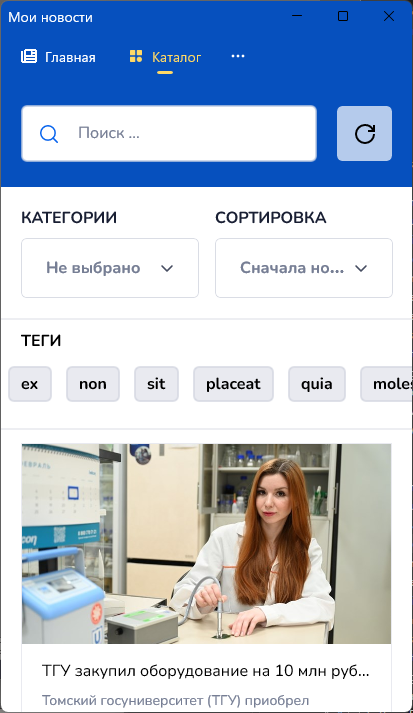 Мои новости
Главная
Каталог
Поиск ...
КАТЕГОРИИ
СОРТИРОВКА
Не выбрано
Сначала но...
ТЕГИ
ex non sit placeat quia moles
ФЕВРАЛЬ
ТГУ закупил оборудование на 10 млн руб...
Томский госуниверситет (ТГУ) приобрел